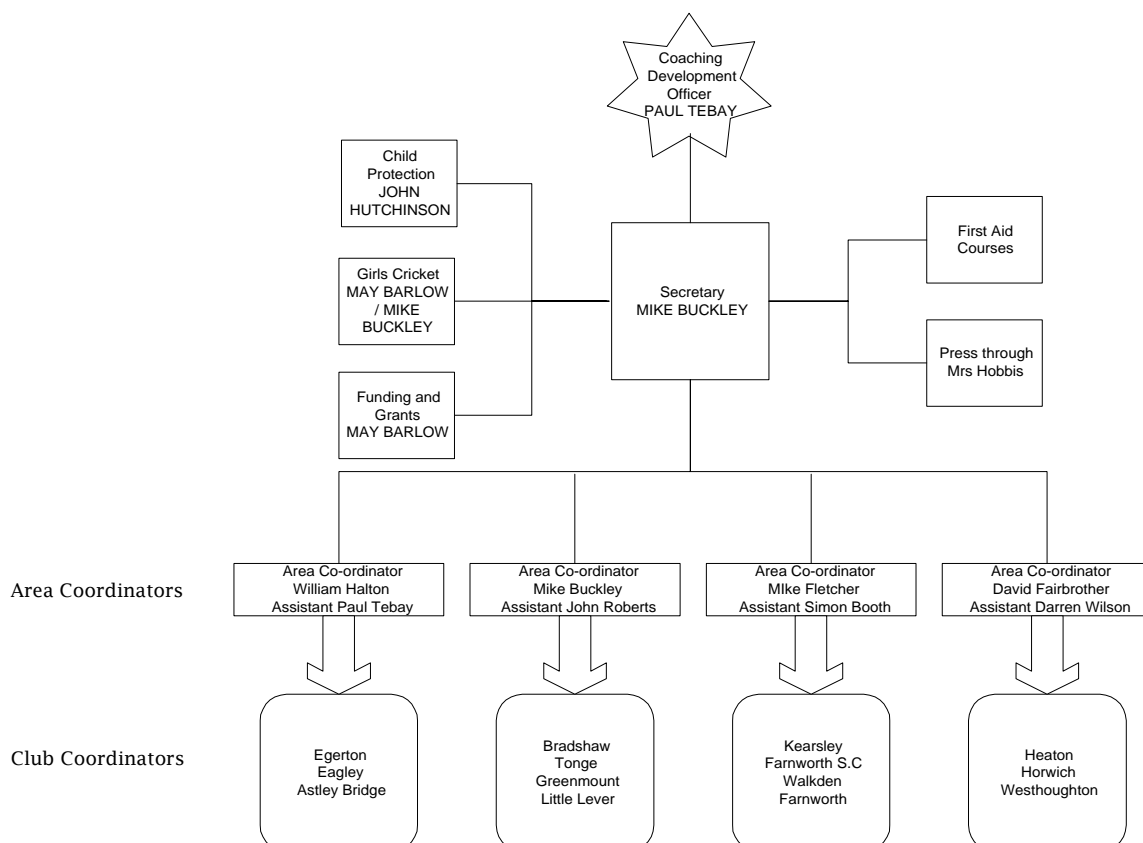 Coaching
Development
Officer
PAUL TEBAY
Child
Protection
JOHN
HUTCHINSON
First Aid
Courses
Girls Cricket
MAY BARLOW
/ MIKE
BUCKLEY
Secretary
MIKE BUCKLEY
Press through
Mrs Hobbis
Funding and
Grants
MAY BARLOW
Area Coordinators
Area Co-ordinator
William Halton
Assistant Paul Tebay
Area Co-ordinator
Mike Buckley
Assistant John Roberts
Area Co-ordinator
MIke Fletcher
Assistant Simon Booth
Area Co-ordinator
David Fairbrother
Assistant Darren Wilson
Club Coordinators
Egerton
Eagley
Astley Bridge
Bradshaw
Tonge
Greenmount
Little Lever
Kearsley
Farnworth S.C
Walkden
Farnworth
Heaton
Horwich
Westhoughton